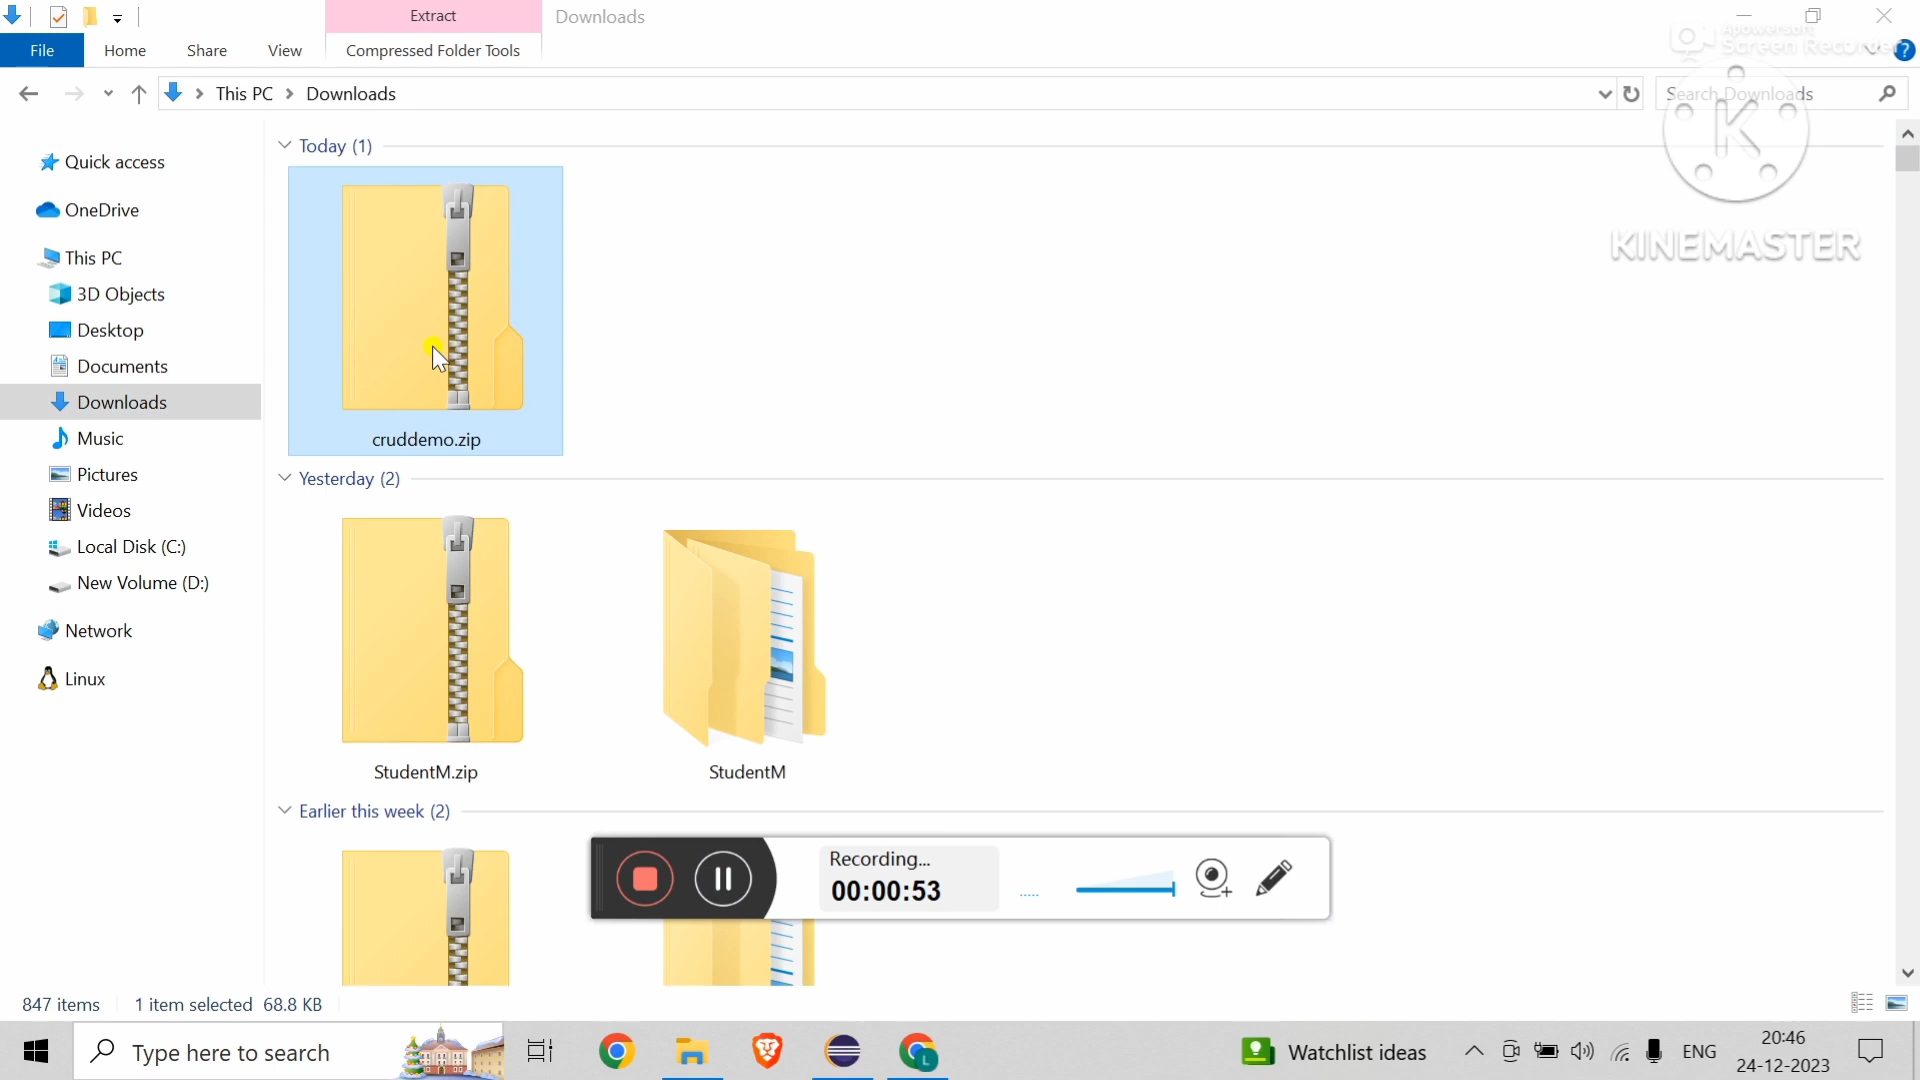 Extract
Downloads
File
Home
Share
View
Compressed Folder Tools
Apowersoft
Screen Recorder
?
This PC
Downloads
Search Downloads
K
KINEMASTER
Today (1)
Quick access
OneDrive
This PC
3D Objects
Desktop
Documents
Downloads
Music
Pictures
Videos
Local Disk (C:)
New Volume (D:)
Network
Linux
cruddemo.zip
Yesterday (2)
StudentM.zip
StudentM
Earlier this week (2)
Recording...
00:00:53
.....
847 items
1 item selected 68.8 KB
Type here to search
L
Watchlist ideas
ENG
20:46
24-12-2023